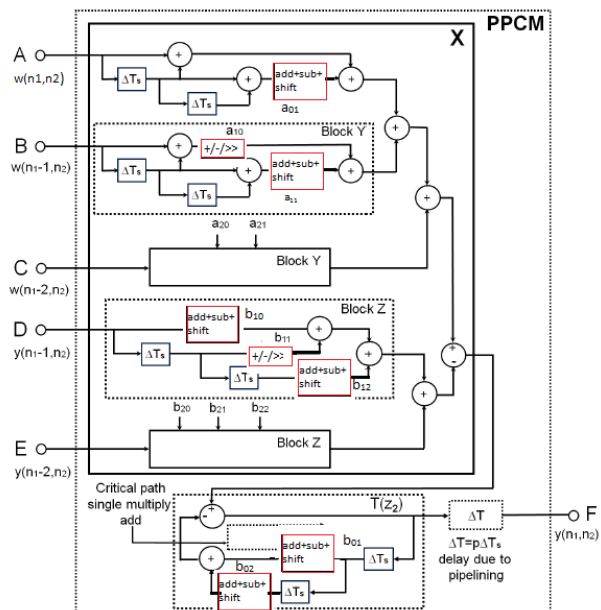 PPCM
X
A
w(n1,n2)
+
ΔTs
+
add+sub+
shift
+
ΔTs
a01
+
B
w(n1-1,n2)
a10
Block Y
+
+/-/>>
ΔTs
+
add+sub+
shift
+
ΔTs
a11
+
a20 a21
C
w(n1-2,n2)
Block Y
D
y(n1-1,n2)
Block Z
add+sub+
shift
b10
+
b11
ΔTs
+/-/>>
+
ΔTs
add+sub+
shift
b12
+
-
+
b20 b21 b22
E
y(n1-2,n2)
Block Z
Critical path
single multiply
add
T(z2)
-
+
ΔT
F
y(n1,n2)
ΔT=pΔTs
delay due to
pipelining
b01
+
add+sub+
shift
ΔTs
b02
add+sub+
shift
ΔTs